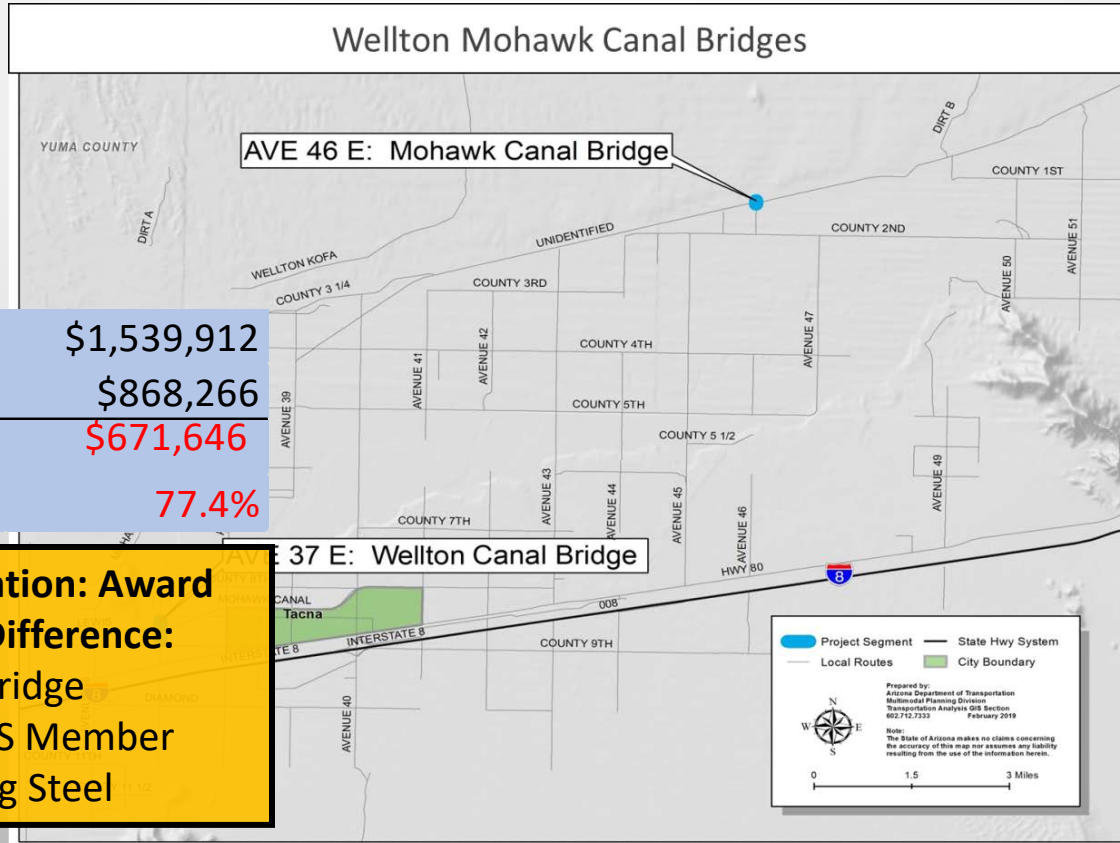 Wellton Mohawk Canal Bridges
YUMA COUNTY
DIRT B
AVE 46 E: Mohawk Canal Bridge
COUNTY 1ST
DIRT A
UNIDENTIFIED
COUNTY 2ND
AVENUE 51
WELLTON KOFA
COUNTY 3 1/4
COUNTY 3RD
AVENUE 50
$1,539,912
$868,266
$671,646
77.4%
AVENUE 42
AVENUE 47
COUNTY 4TH
AVENUE 41
AVENUE 39
COUNTY 5TH
COUNTY 5 1/2
AVENUE 43
AVENUE 44
AVENUE 45
AVENUE 46
AVENUE 49
COUNTY 7TH
AVE 37 E: Wellton Canal Bridge
HWY 80
8
008
CANAL
Tacna
INTERSTATE 8
INTERSTATE 8
COUNTY 9TH
AVENUE 40
ation: Award
Difference:
ridge
S Member
g Steel
Project Segment
State Hwy System
Local Routes
City Boundary
Prepared by:
Arizona Department of Transportation
Multimodal Planning Division
Transportation Analysis GIS Section
602.712.7333 February 2019
Note:
The State of Arizona makes no claims concerning
the accuracy of this map nor assumes any liability
resulting from the use of the information herein.
N
W E
S
0 1.5 3 Miles